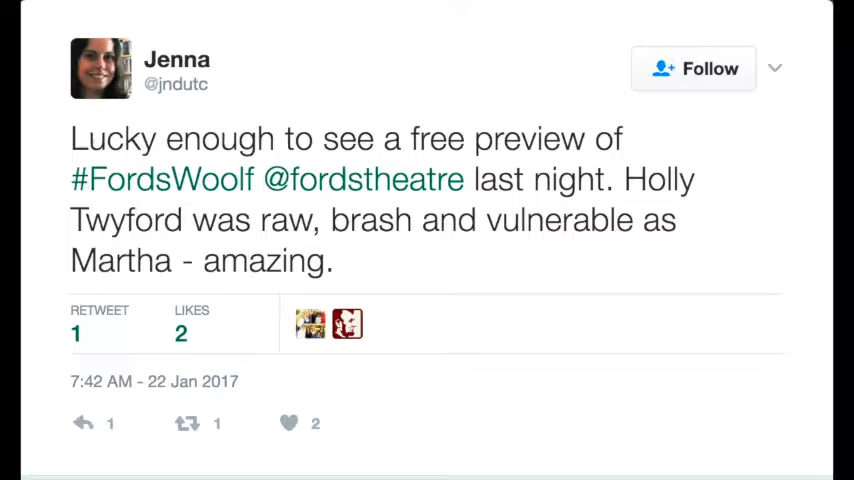 Jenna
@jndutc
Follow
Lucky enough to see a free preview of
#FordsWoolf @fordstheatre last night. Holly
Twyford was raw, brash and vulnerable as
Martha - amazing.
RETWEET LIKES
1 2
7:42 AM - 22 Jan 2017
1 1 2